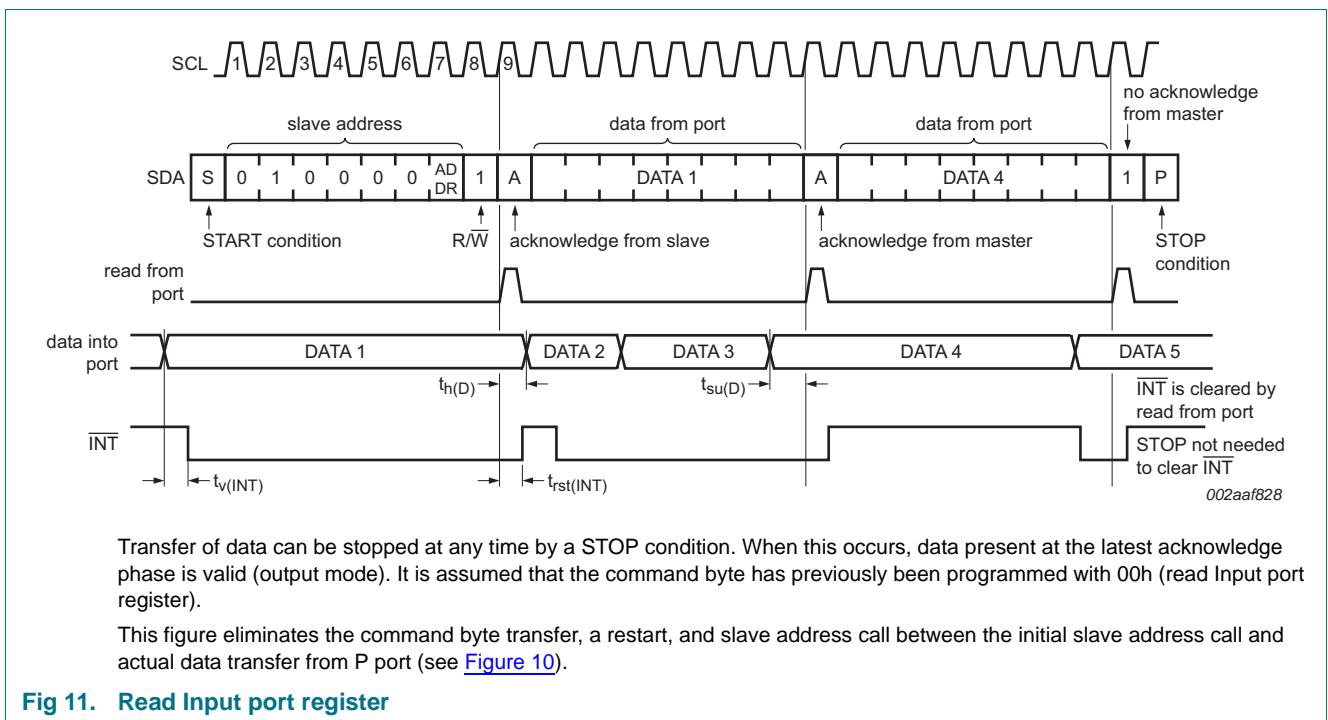 SCL 1 2 3 4 5 6 7 8 9
no acknowledge
from master
slave address
data from port
data from port
SDA S 0 1 0 0 0 0 AD DR 1 A DATA 1 A DATA 4 1 P
START condition
R/W̅
acknowledge from slave
acknowledge from master
STOP
condition
read from
port
data into
port
DATA 1 DATA 2 DATA 3 DATA 4 DATA 5
th(D)
tsu(D)
I̅N̅T̅ is cleared by
read from port
I̅N̅T̅
STOP not needed
to clear I̅N̅T̅
tv(INT)
trst(INT)
002aaf828
Transfer of data can be stopped at any time by a STOP condition. When this occurs, data present at the latest acknowledge
phase is valid (output mode). It is assumed that the command byte has previously been programmed with 00h (read Input port
register).
This figure eliminates the command byte transfer, a restart, and slave address call between the initial slave address call and
actual data transfer from P port (see Figure 10).
Fig 11. Read Input port register